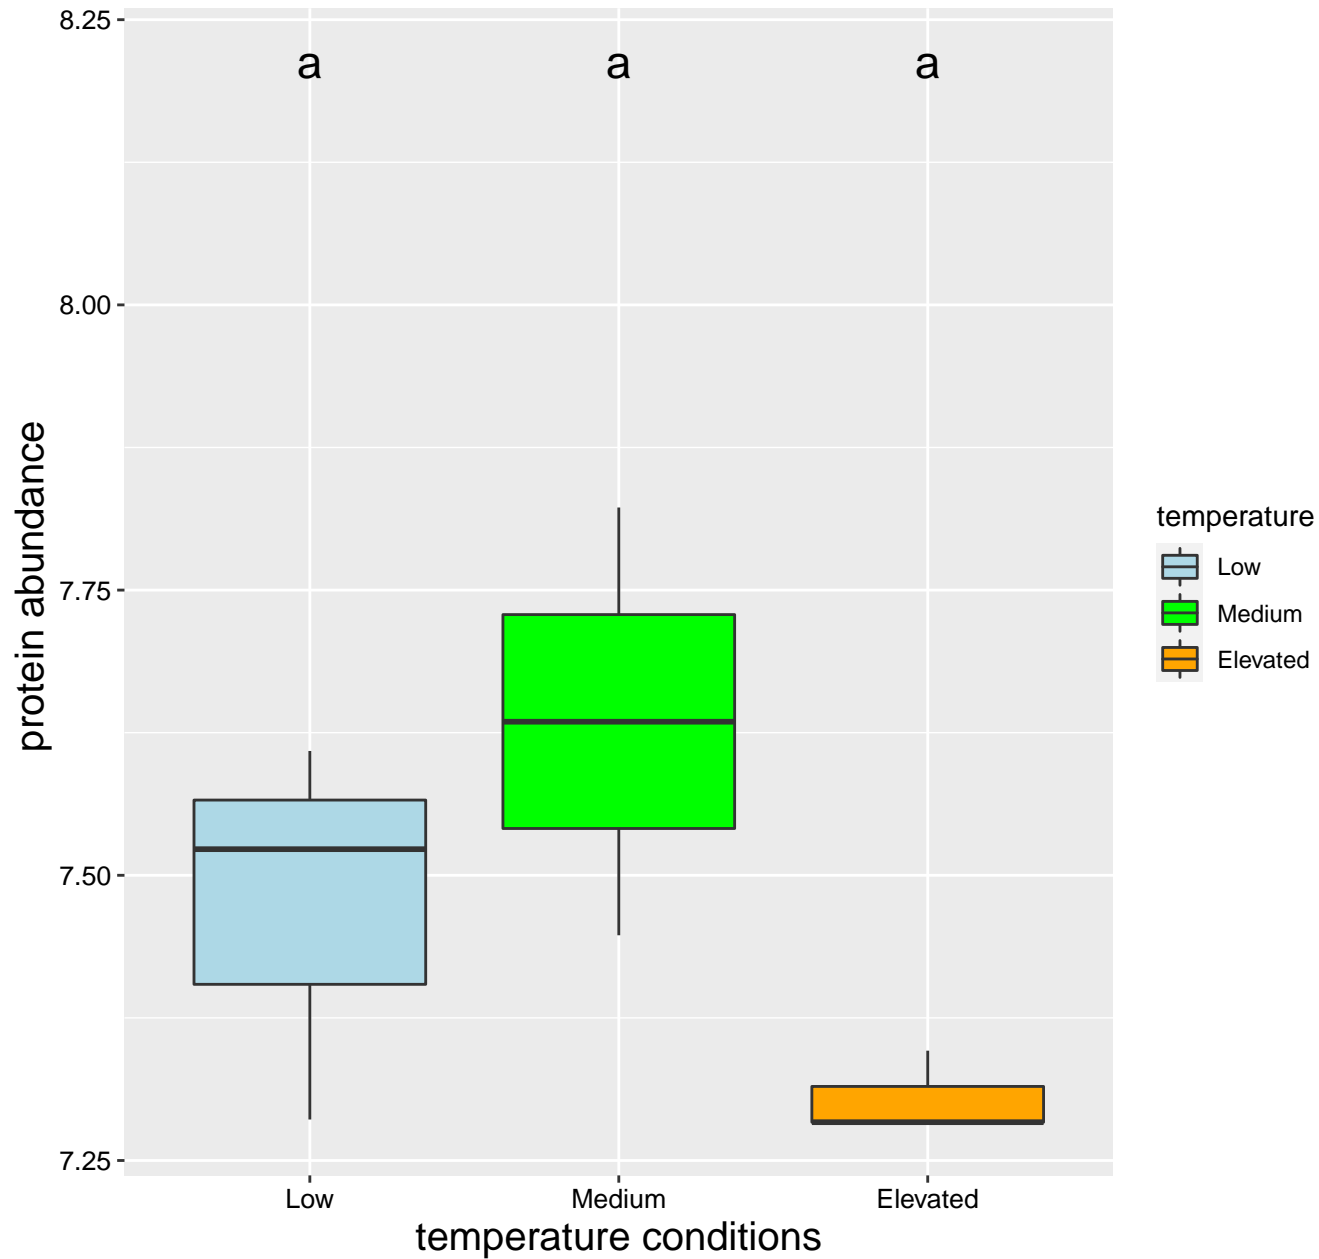 8.25
a a a
8.00
7.75
7.50
7.25
protein abundance
Low Medium Elevated
temperature conditions
temperature
Low
Medium
Elevated